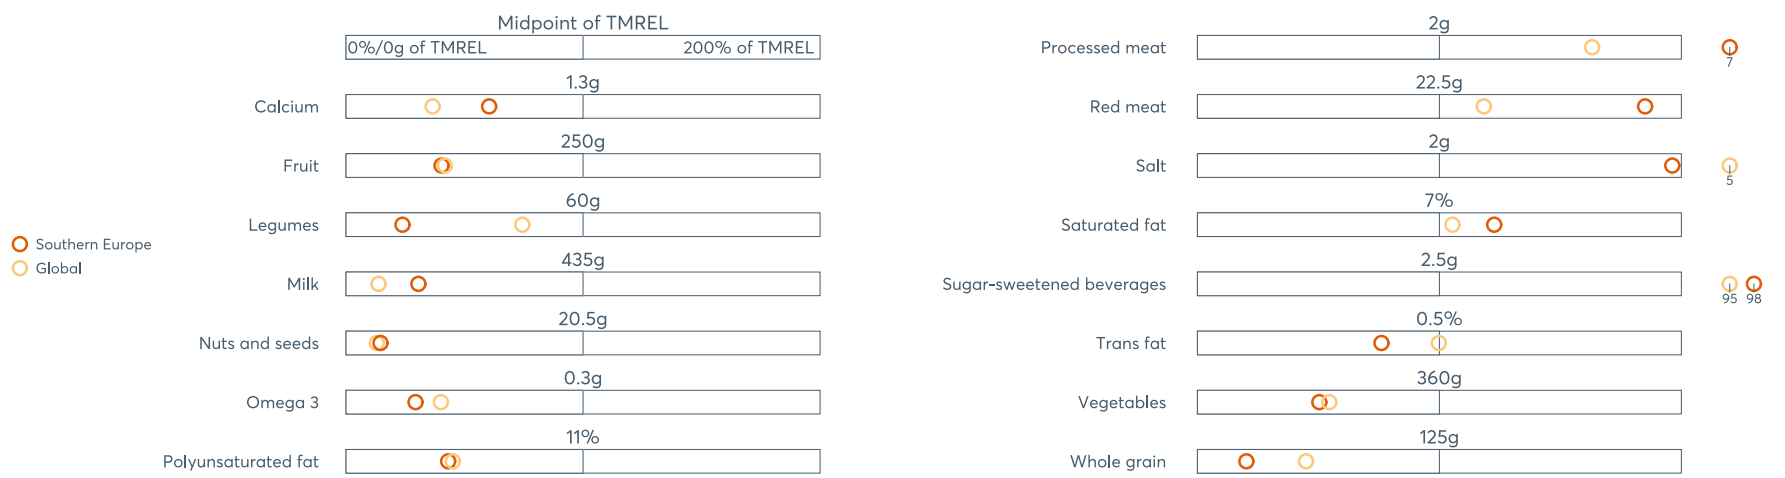 Midpoint of TMREL
0%/0g of TMREL 200% of TMREL
1.3g
Calcium
250g
Fruit
60g
Legumes
435g
Milk
20.5g
Nuts and seeds
0.3g
Omega 3
11%
Polyunsaturated fat
Southern Europe
Global
2g
Processed meat
7
22.5g
Red meat
2g
Salt
5
7%
Saturated fat
2.5g
Sugar-sweetened beverages
95 98
0.5%
Trans fat
360g
Vegetables
125g
Whole grain